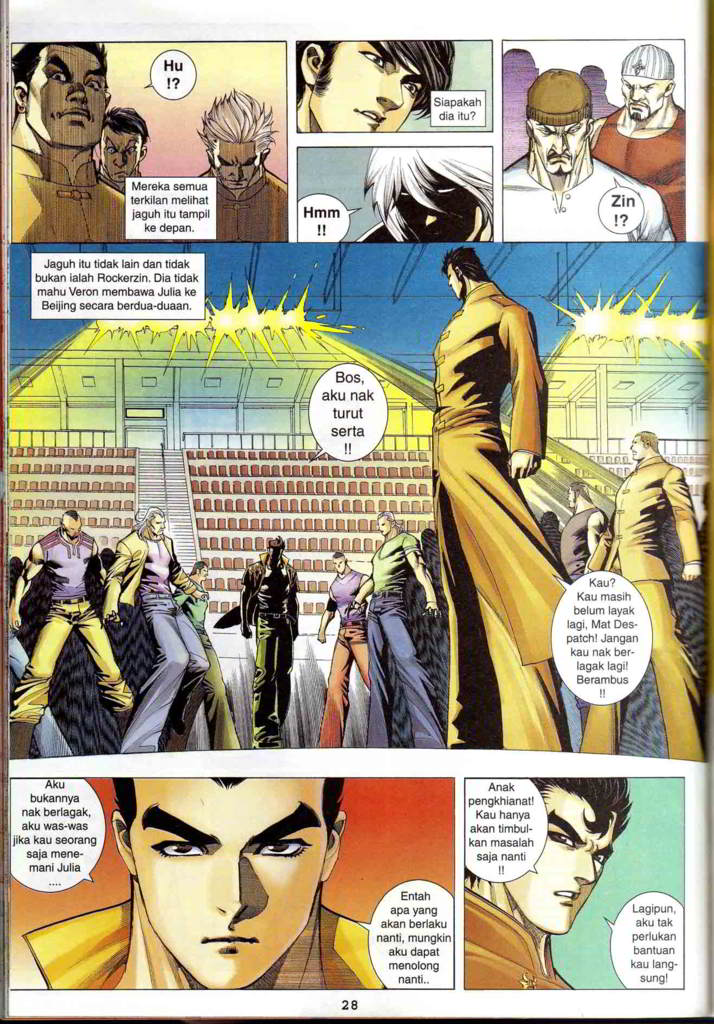 Hu
!?
Mereka semua
terkilan melihat
jaguh itu tampil
ke depan.
Siapakah
dia itu?
Hmm
!!
Zin
!?
Jaguh itu tidak lain dan tidak
bukan ialah Rockerzin. Dia tidak
mahu Veron membawa Julia ke
Beijing secara berdua-duaan.
Bos,
aku nak
turut
serta
!!
Kau?
Kau masih
belum layak
lagi, Mat Des-
patch! Jangan
kau nak ber-
lagak lagi!
Berambus
!!
Aku
bukannya
nak berlagak,
aku was-was
jika kau seorang
saja mene-
mani Julia
....
Entah
apa yang
akan berlaku
nanti, mungkin
aku dapat
menolong
nanti..
Anak
pengkhianat!
Kau hanya
akan timbul-
kan masalah
saja nanti
!!
Lagipun,
aku tak
perlukan
bantuan
kau lang-
sung!
28